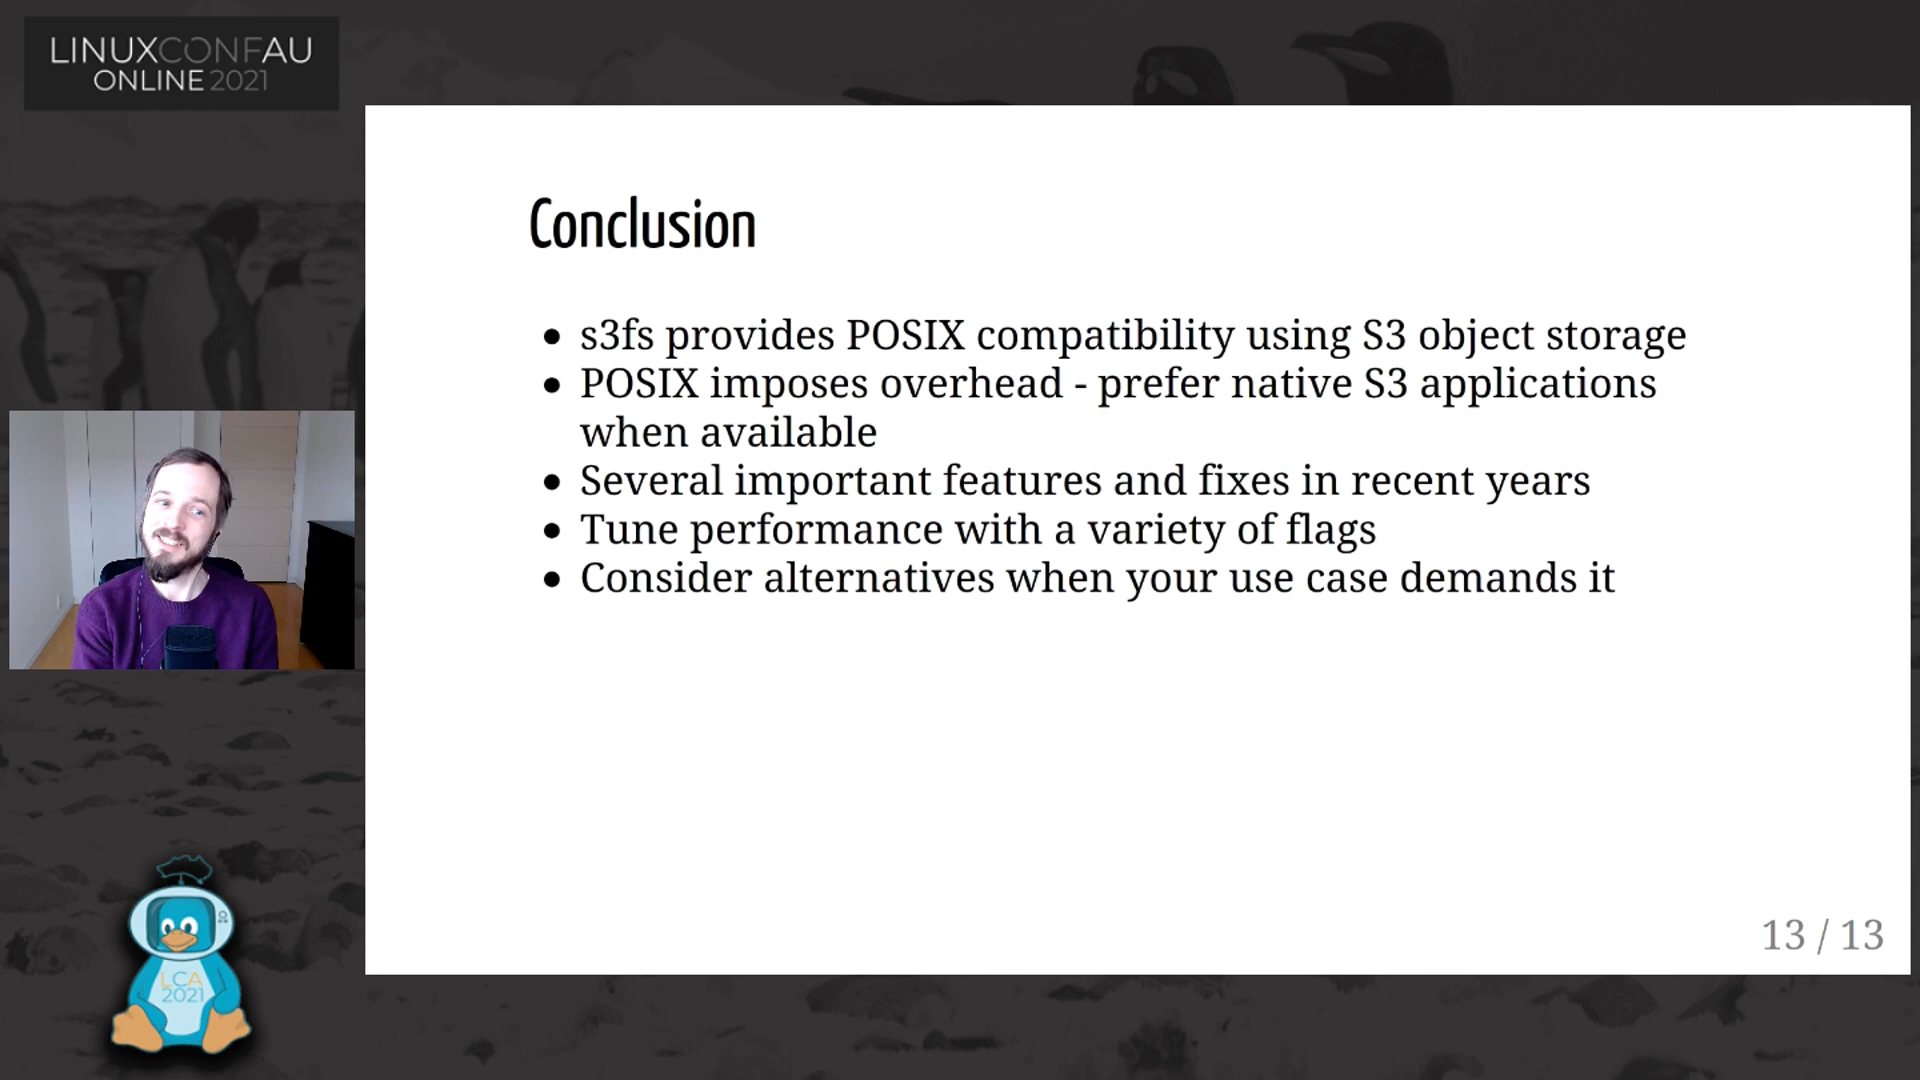 LINUXCONFAU
ONLINE 2021
Conclusion
• s3fs provides POSIX compatibility using S3 object storage
• POSIX imposes overhead - prefer native S3 applications
when available
• Several important features and fixes in recent years
• Tune performance with a variety of flags
• Consider alternatives when your use case demands it
LCA
2021
13 / 13